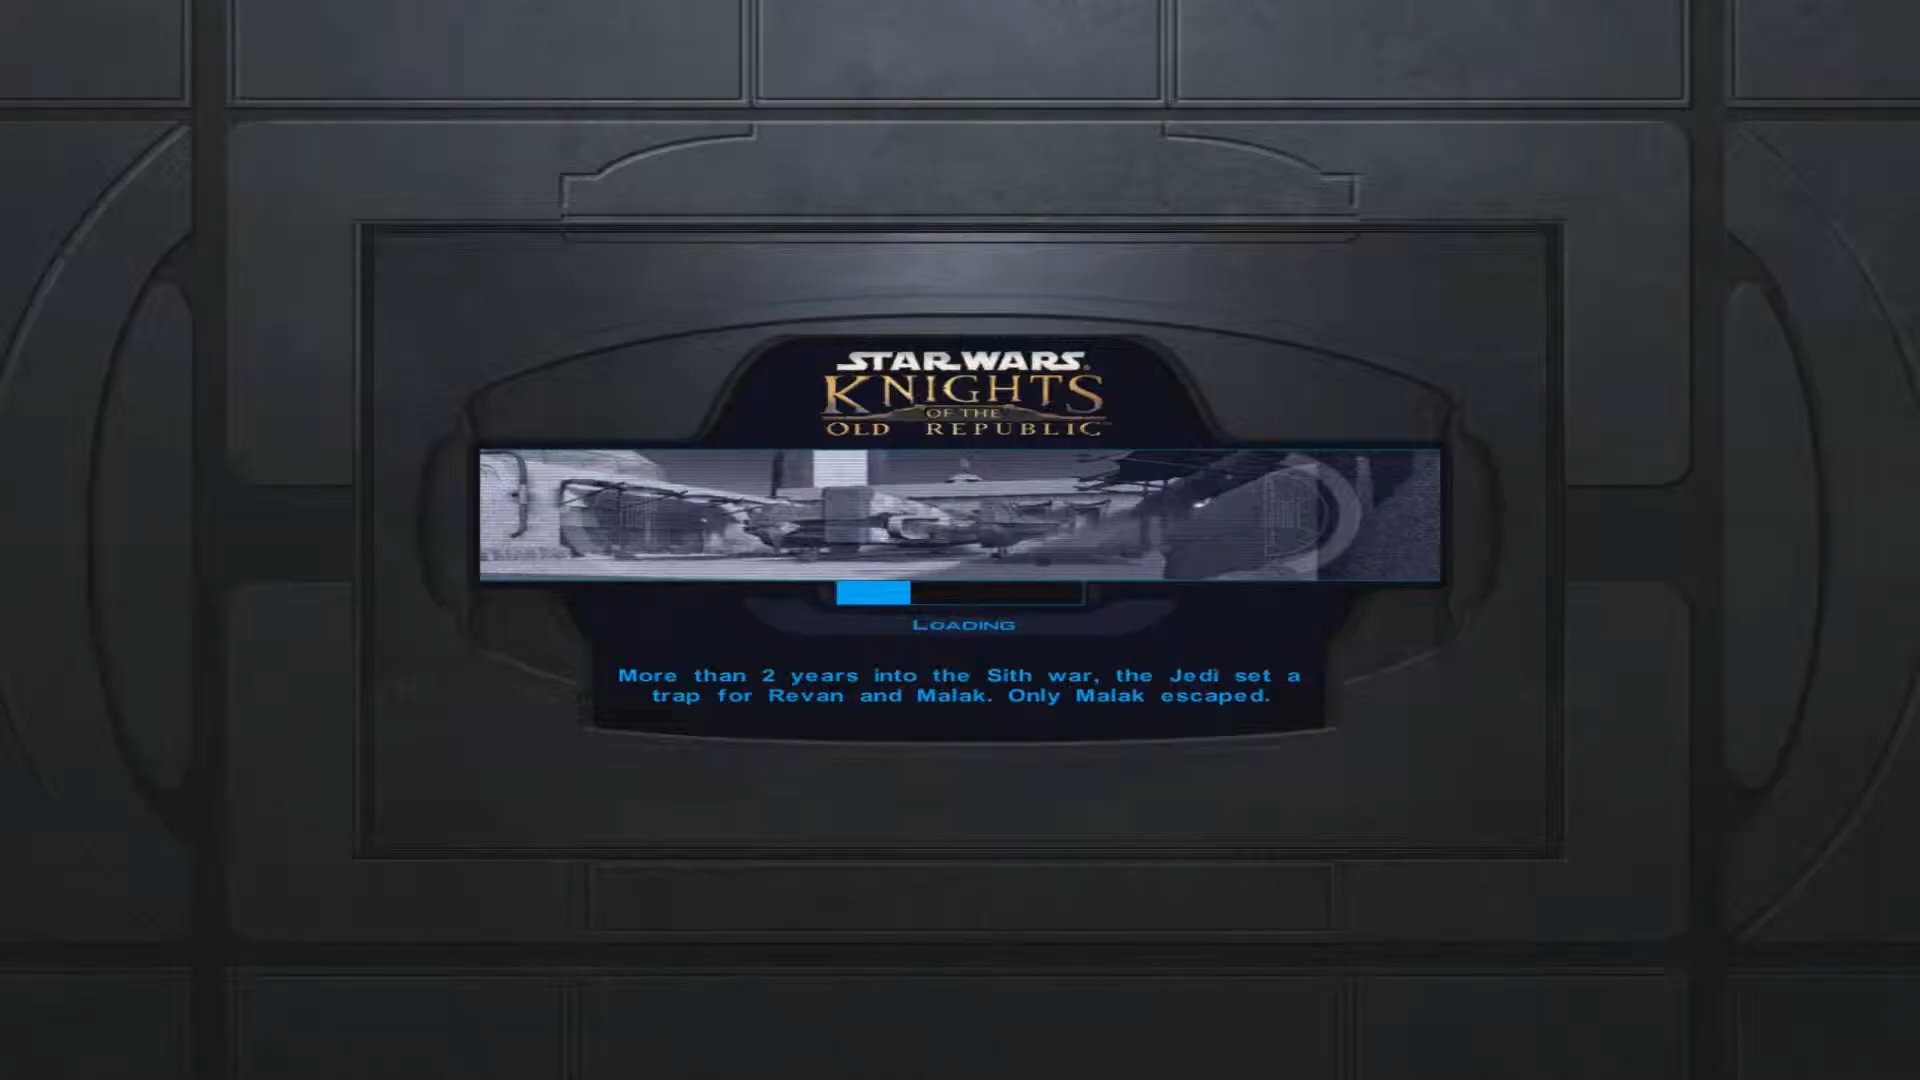 STAR WARS
KNIGHTS
OF THE
OLD REPUBLIC™
LOADING
More than 2 years into the Sith war, the Jedi set a
trap for Revan and Malak. Only Malak escaped.